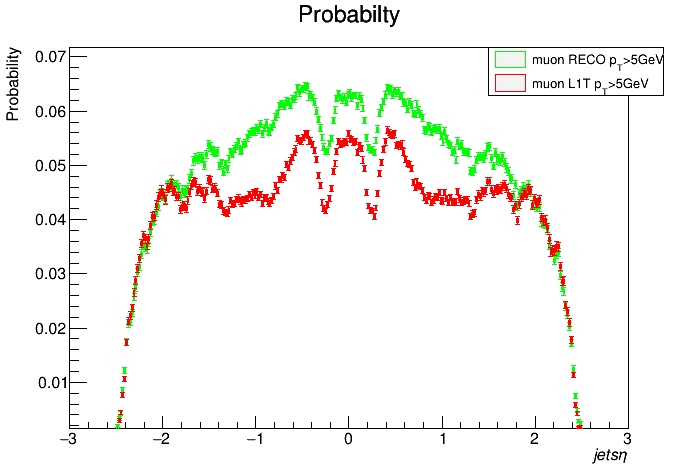 Probabilty
Probability
muon RECO p_T>5GeV
muon L1T p_T>5GeV
0.07
0.06
0.05
0.04
0.03
0.02
0.01
−3 −2 −1 0 1 2 3
jetsη